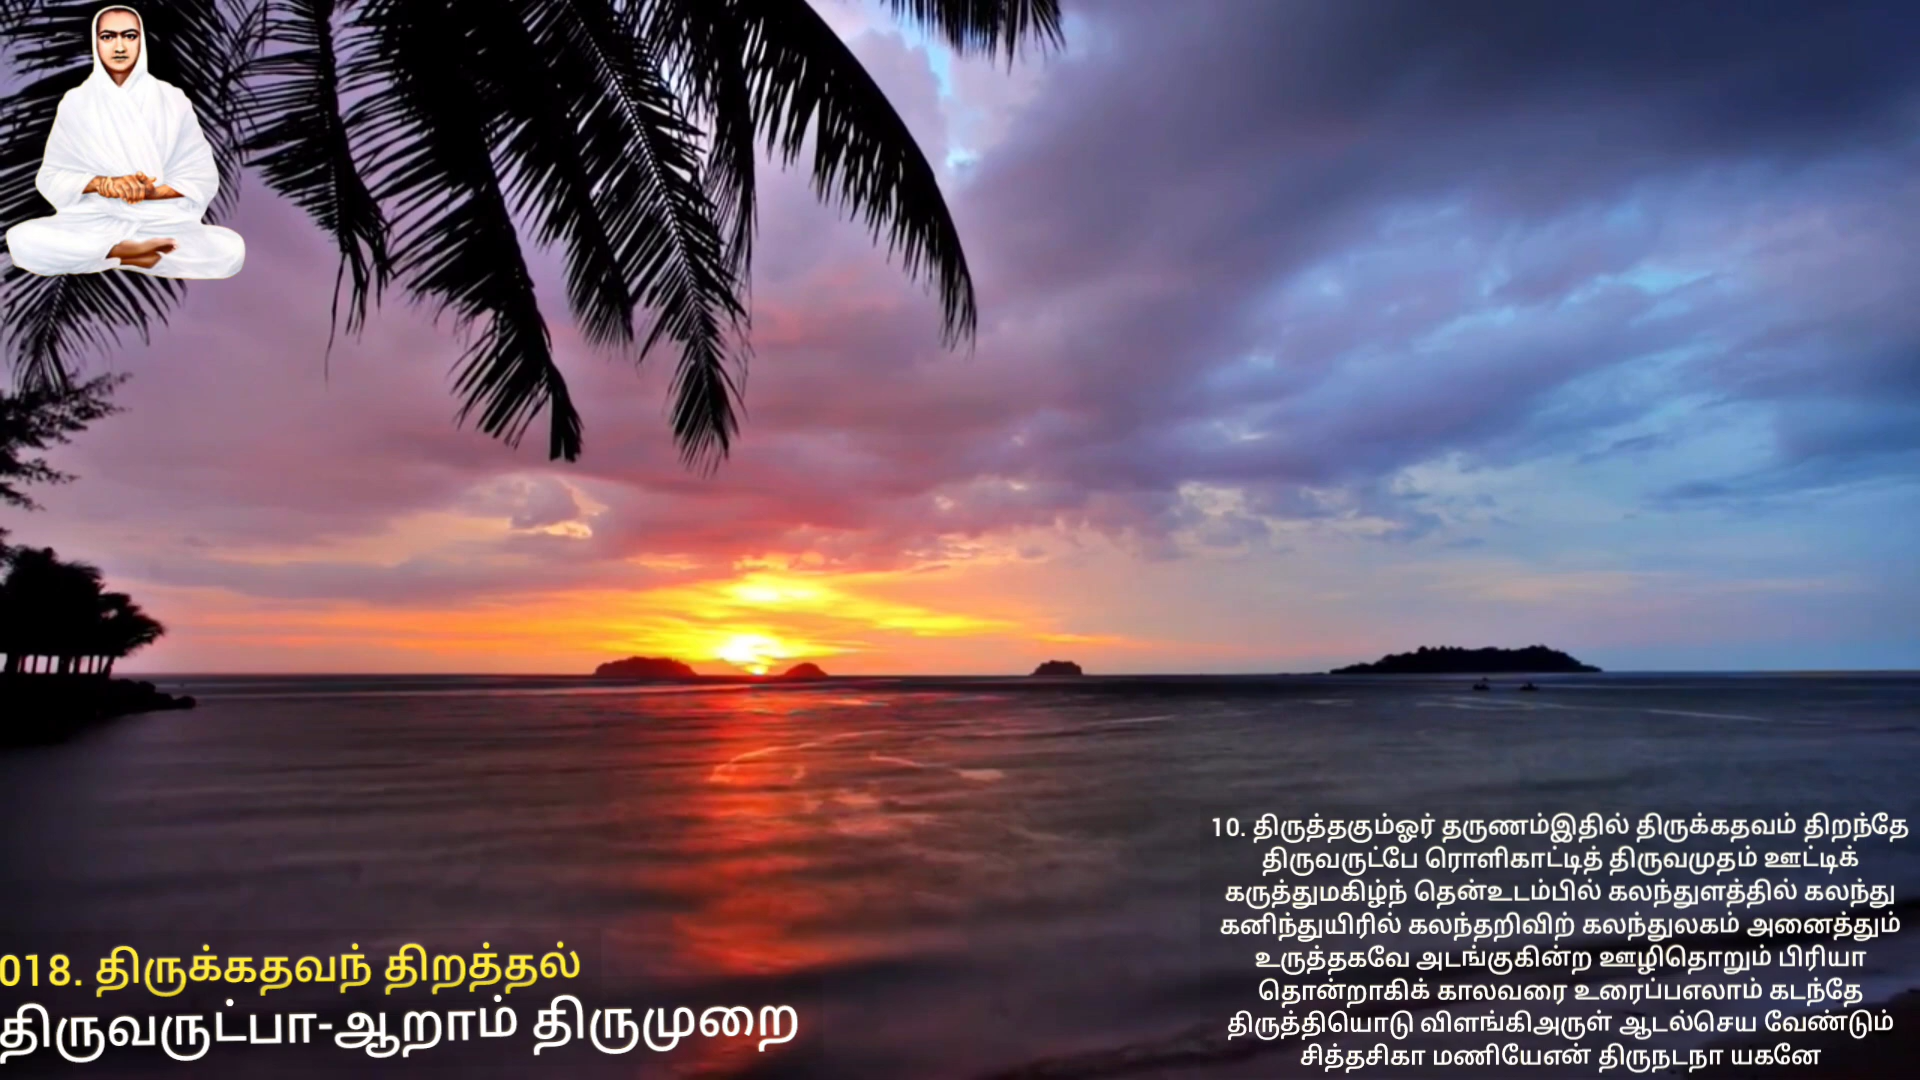 10. திருத்தகும்ஓர் தருணம்இதில் திருக்கதவம் திறந்தே
திருவருட்பே ரொளிகாட்டித் திருவமுதம் ஊட்டிக்
கருத்துமகிழ்ந் தென்உடம்பில் கலந்துளத்தில் கலந்து
கனிந்துயிரில் கலந்தறிவிற் கலந்துலகம் அனைத்தும்
உருத்தகவே அடங்குகின்ற ஊழிதொறும் பிரியா
தொன்றாகிக் காலவரை உரைப்பஎலாம் கடந்தே
திருத்தியொடு விளங்கிஅருள் ஆடல்செய வேண்டும்
சித்தசிகா மணியேஎன் திருநடநா யகனே
018. திருக்கதவந் திறத்தல்
திருவருட்பா-ஆறாம் திருமுறை